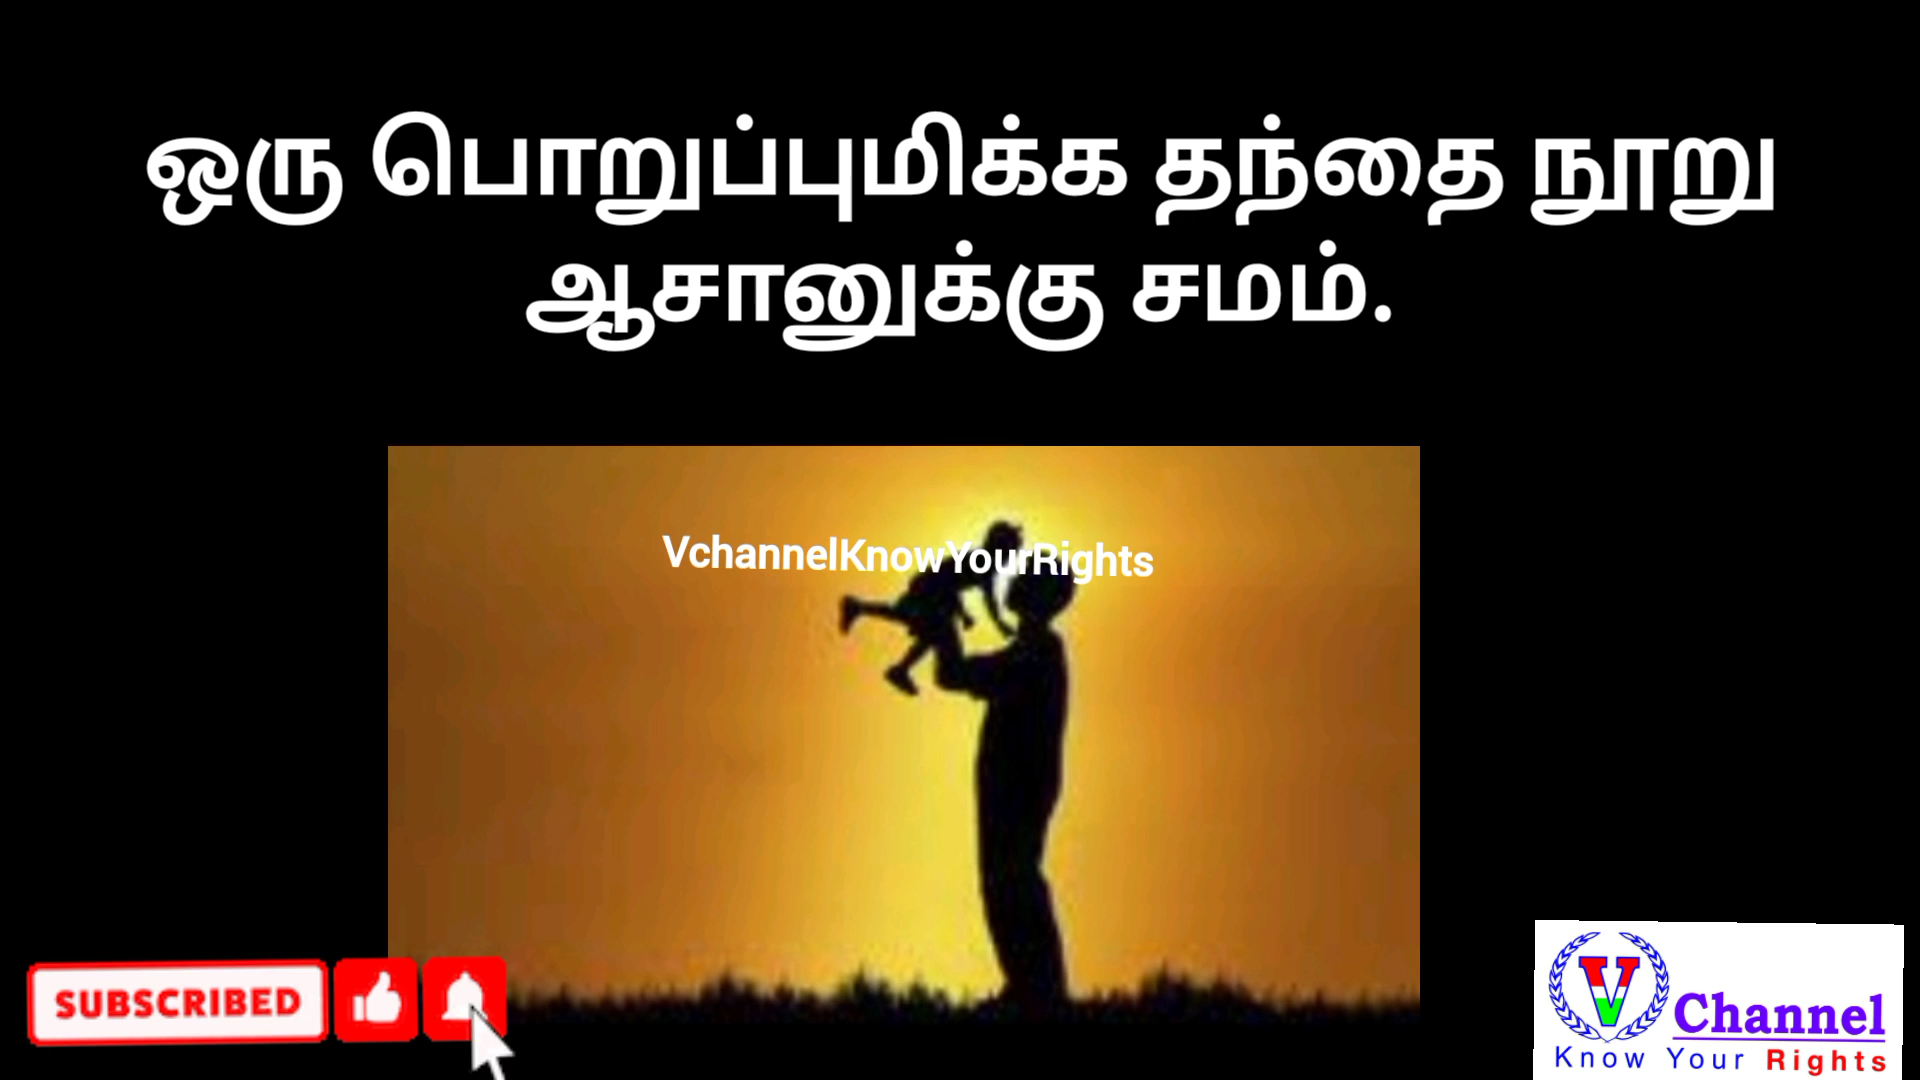 ஒரு பொறுப்புமிக்க தந்தை நூறு
ஆசானுக்கு சமம்.
VchannelKnowYourRights
SUBSCRIBED
V Channel
Know Your Rights